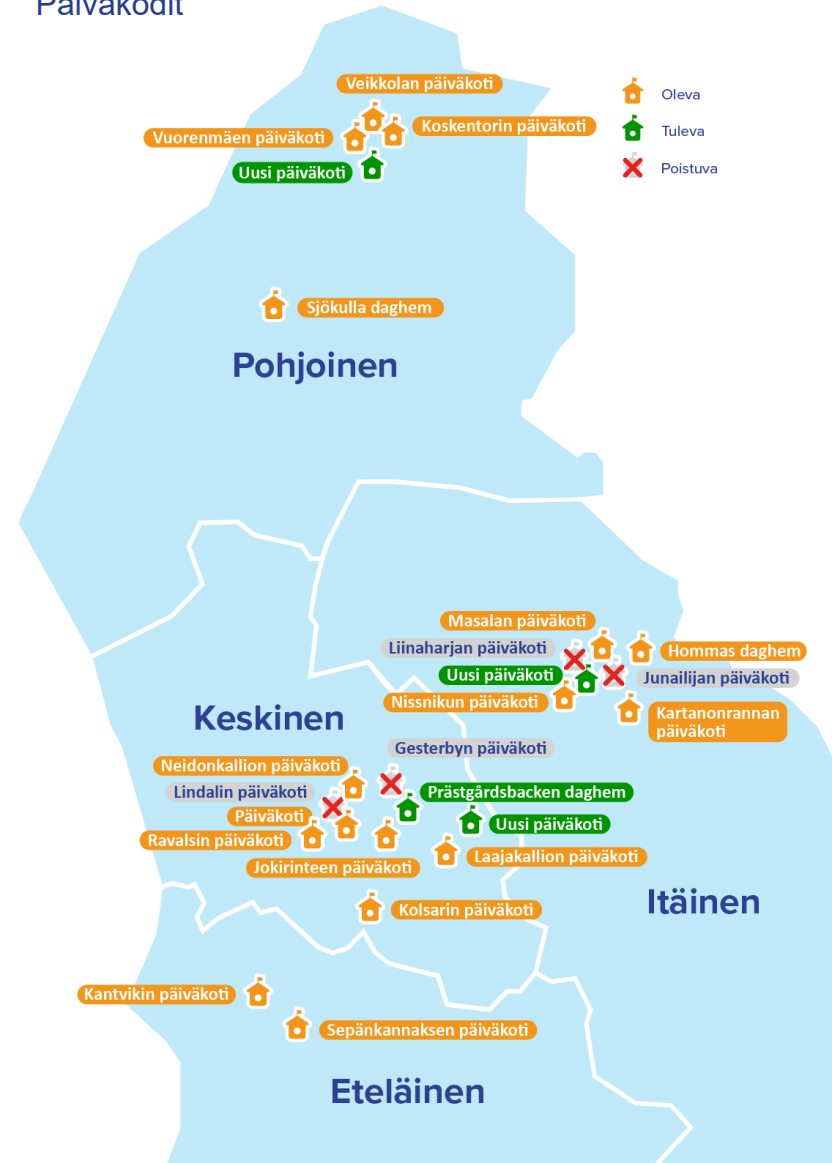 Päiväkodit
Veikkolan päiväkoti
Oleva
Koskentorin päiväkoti
Tuleva
Vuorenmäen päiväkoti
Uusi päiväkoti
Poistuva
Sjökulla daghem
Pohjoinen
Masalan päiväkoti
Liinaharjan päiväkoti
Hommas daghem
Uusi päiväkoti
Junailijan päiväkoti
Nissnikun päiväkoti
Kartanonrannan
päiväkoti
Keskinen
Gesterbyn päiväkoti
Neidonkallion päiväkoti
Lindalin päiväkoti
Prästgårdsbacken daghem
Päiväkoti
Uusi päiväkoti
Ravalsin päiväkoti
Laajakallion päiväkoti
Jokirinteen päiväkoti
Itäinen
Kolsarin päiväkoti
Kantvikin päiväkoti
Sepänkannaksen päiväkoti
Eteläinen